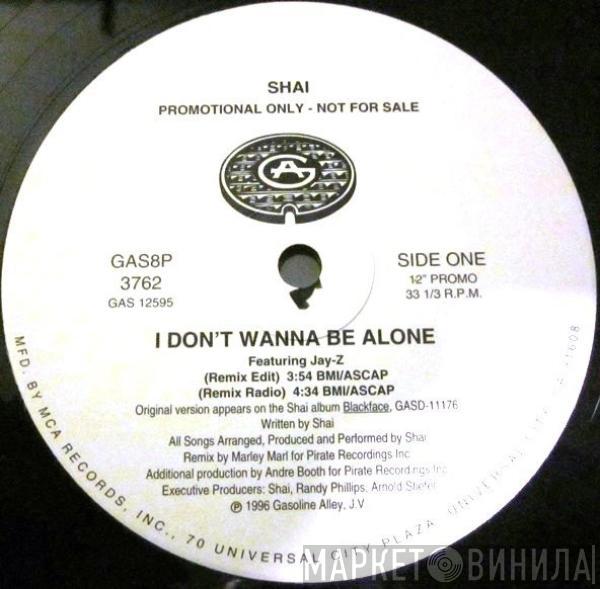 SHAI
PROMOTIONAL ONLY - NOT FOR SALE
GA
GAS8P
3762
GAS 12595
SIDE ONE
12" PROMO
33 1/3 R.P.M.
I DON'T WANNA BE ALONE
Featuring Jay-Z
(Remix Edit) 3:54 BMI/ASCAP
(Remix Radio) 4:34 BMI/ASCAP
Original version appears on the Shai album Blackface, GASD-11176
Written by Shai
All Songs Arranged, Produced and Performed by Shai
Remix by Marley Marl for Pirate Recordings Inc
Additional production by Andre Booth for Pirate Recordings Inc
Executive Producers: Shai, Randy Phillips, Arnold Stiefel
℗ 1996 Gasoline Alley, J.V
MFD. BY MCA RECORDS, INC., 70 UNIVERSAL CITY PLAZA, UNIVERSAL CITY, CA 91608
МАРКЕТ ВИНИЛА